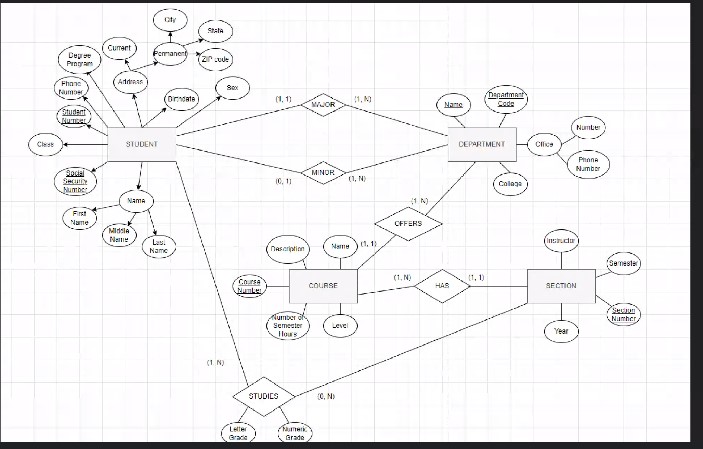 City
State
Current
Permanent
ZIP code
Degree
Program
Address
Phone
Number
Birthdate
Sex
Student
Number
(1, 1)
MAJOR
(1, N)
Name
Department
Code
Class
STUDENT
DEPARTMENT
Office
Number
Phone
Number
Social
Security
Number
(0, 1)
MINOR
(1, N)
College
Name
First
Name
Middle
Name
Last
Name
(1, N)
OFFERS
Description
Name
(1, 1)
Instructor
Semester
Course
Number
COURSE
(1, N)
HAS
(1, 1)
SECTION
Section
Number
Number of
Semester
Hours
Level
Year
(1, N)
STUDIES
(0, N)
Letter
Grade
Numeric
Grade